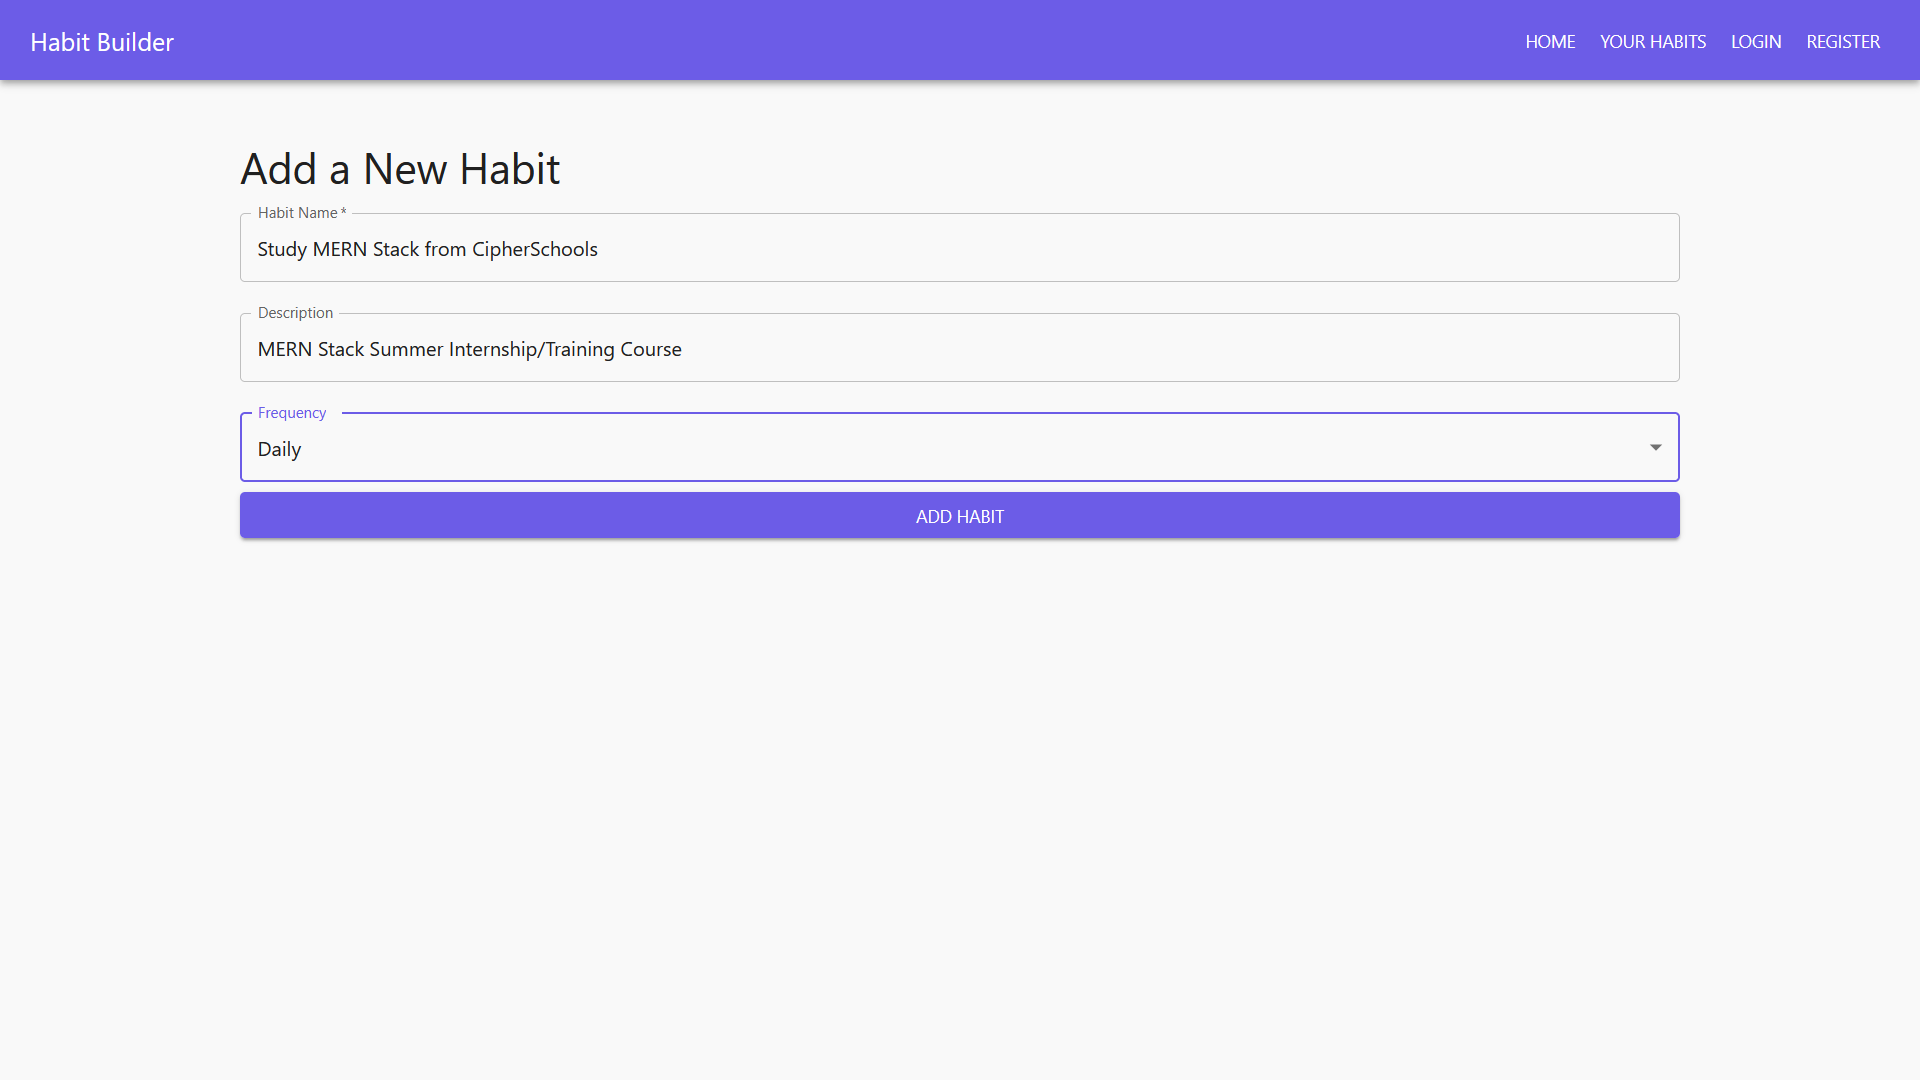 Habit Builder
HOME YOUR HABITS LOGIN REGISTER
Add a New Habit
Habit Name *
Study MERN Stack from CipherSchools
Description
MERN Stack Summer Internship/Training Course
Frequency
Daily
ADD HABIT